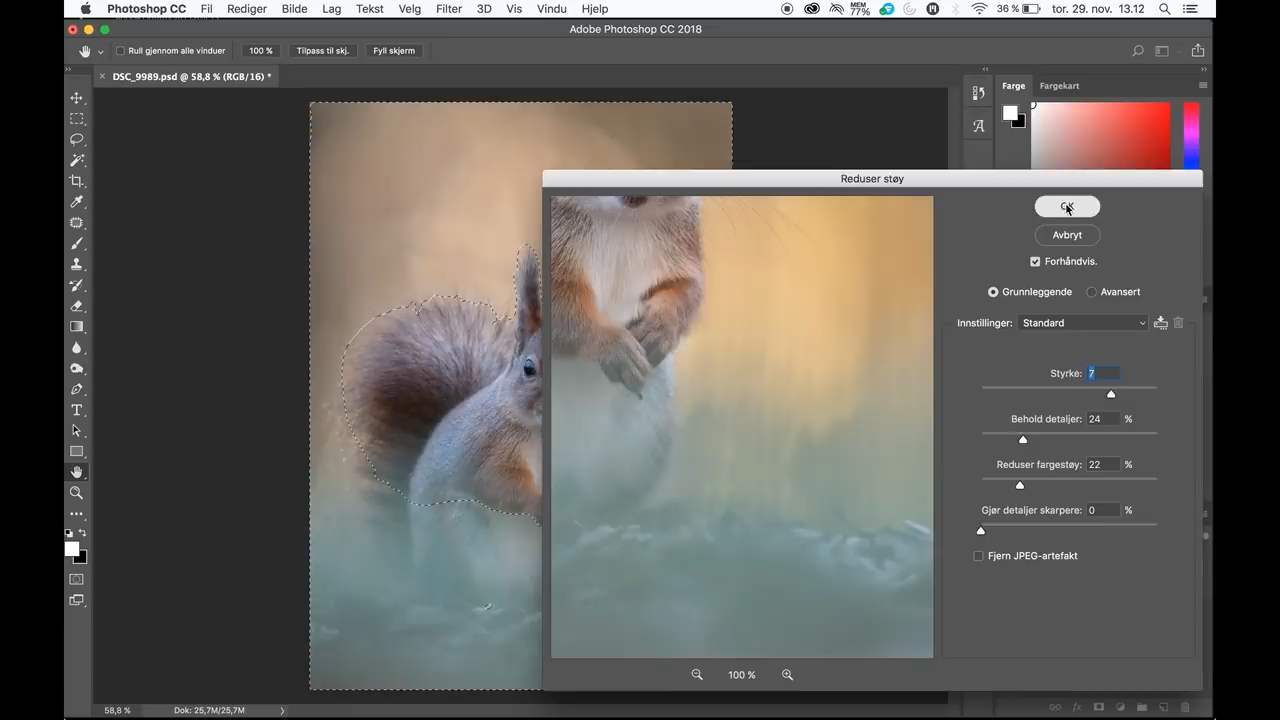 Photoshop CC Fil Rediger Bilde Lag Tekst Velg Filter 3D Vis Vindu Hjelp MEM 77% 36 % tor. 29. nov. 13.12
Adobe Photoshop CC 2018
Rull gjennom alle vinduer 100 % Tilpass til skj. Fyll skjerm
DSC_9989.psd @ 58,8 % (RGB/16) *
Farge Fargekart
Reduser støy
OK
Avbryt
Forhåndvis.
Grunnleggende Avansert
Innstillinger: Standard
Styrke: 7
Behold detaljer: 24 %
Reduser fargestøy: 22 %
Gjør detaljer skarpere: 0 %
Fjern JPEG-artefakt
100 %
58,8 % Dok: 25,7M/25,7M